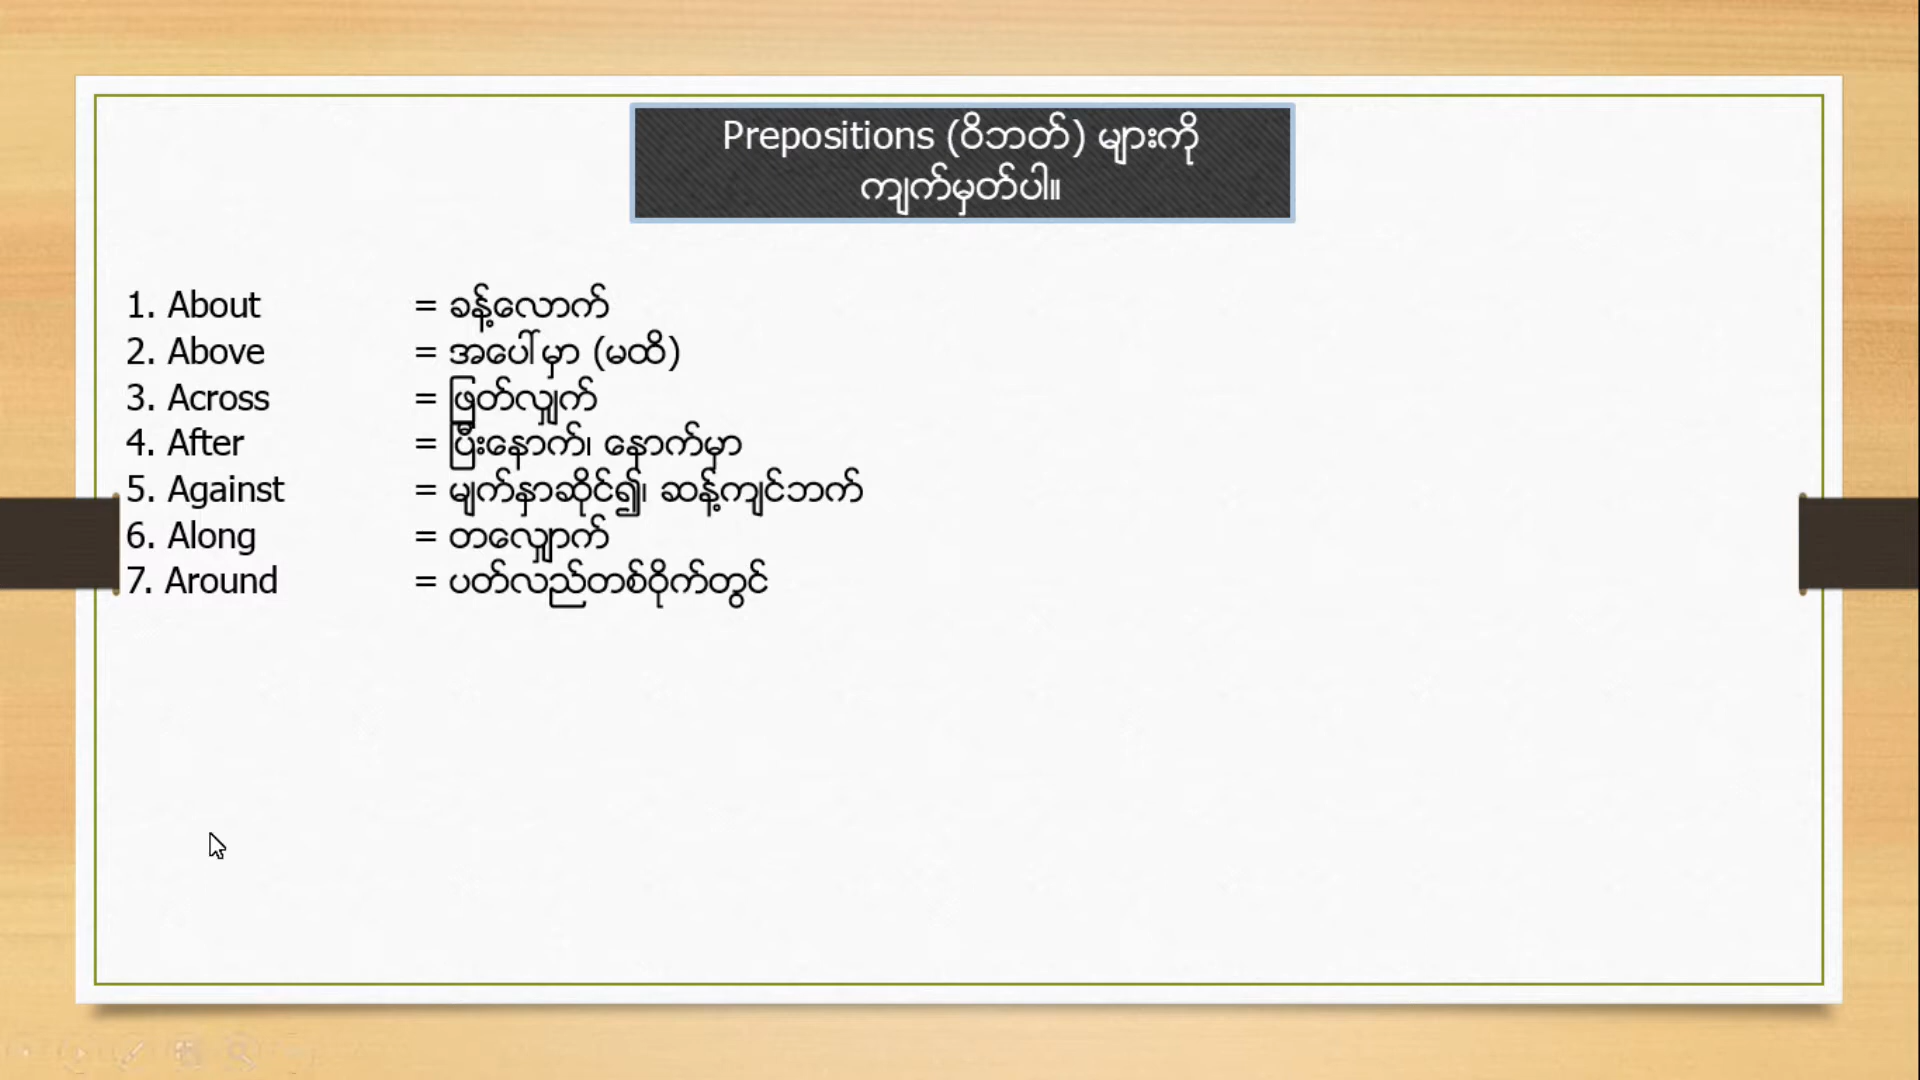 Prepositions (ဝိဘတ်) များကို
ကျက်မှတ်ပါ။
1. About = ခန့်လောက်
2. Above = အပေါ်မှာ (မထိ)
3. Across = ဖြတ်လျှက်
4. After = ပြီးနောက်၊ နောက်မှာ
5. Against = မျက်နှာဆိုင်၍၊ ဆန့်ကျင်ဘက်
6. Along = တလျှောက်
7. Around = ပတ်လည်တစ်ဝိုက်တွင်